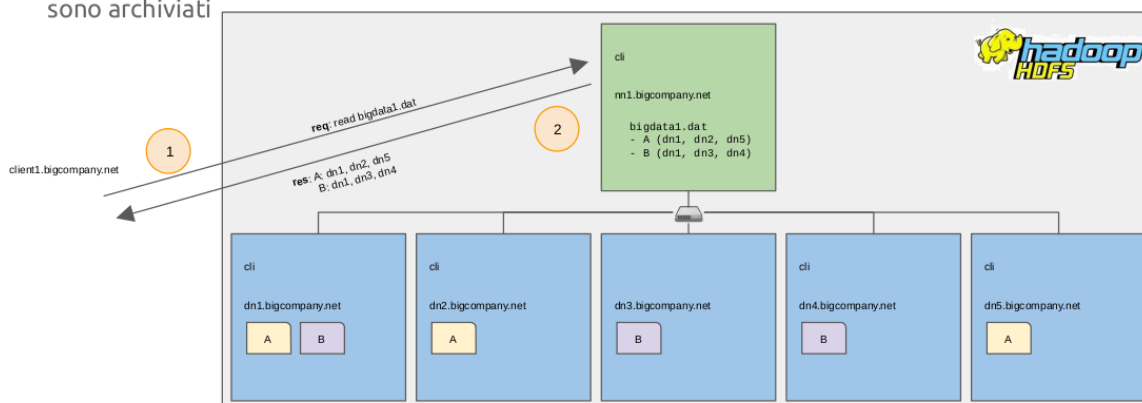 sono archiviati
hadoop
HDFS
cli
nn1.bigcompany.net
bigdata1.dat
- A (dn1, dn2, dn5)
- B (dn1, dn3, dn4)
req: read bigdata1.dat
1
2
client1.bigcompany.net
res: A: dn1, dn2, dn5
B: dn1, dn3, dn4
cli
dn1.bigcompany.net
A
B
cli
dn2.bigcompany.net
A
dn3.bigcompany.net
B
cli
dn4.bigcompany.net
B
cli
dn5.bigcompany.net
A